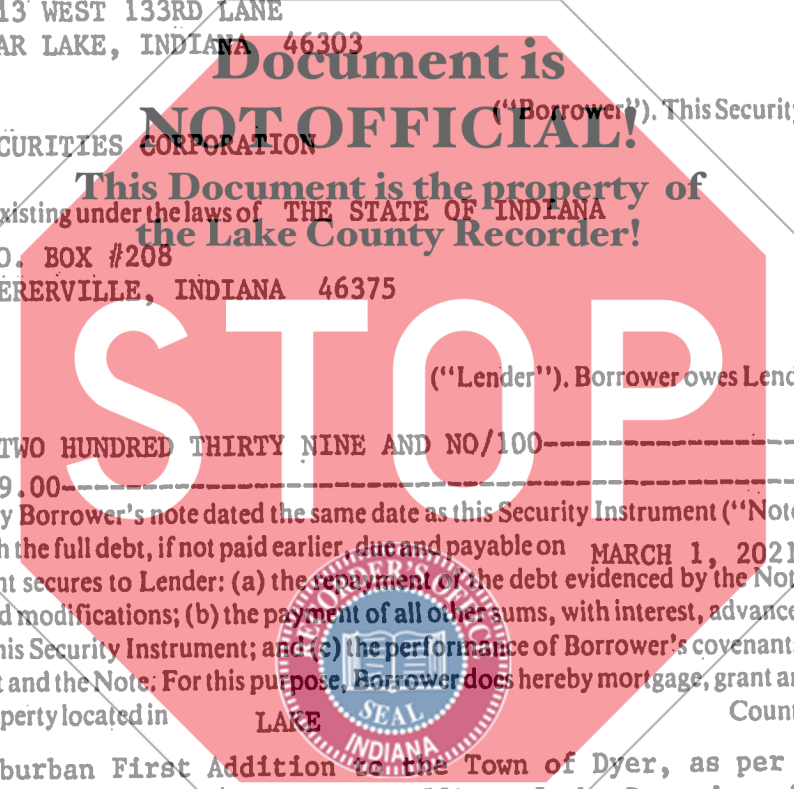 13 WEST 133RD LANE
AR LAKE, INDIANA 46303
Document is
NOT OFFICIAL!
("Borrower"). This Security
CURITIES CORPORATION
This Document is the property of
xisting under the laws of THE STATE OF INDIANA
the Lake County Recorder!
O. BOX #208
ERERVILLE, INDIANA 46375
STOP
("Lender"). Borrower owes Lend
TWO HUNDRED THIRTY NINE AND NO/100--------------------
9.00------------------------------------------------------------
y Borrower's note dated the same date as this Security Instrument ("Note
h the full debt, if not paid earlier, due and payable on MARCH 1, 2021
nt secures to Lender: (a) the repayment of the debt evidenced by the Not
d modifications; (b) the payment of all other sums, with interest, advance
his Security Instrument; and (c) the performance of Borrower's covenants
t and the Note. For this purpose, Borrower does hereby mortgage, grant an
perty located in LAKE Count
RECORDER'S OFFICE
SEAL
INDIANA
burban First Addition to the Town of Dyer, as per